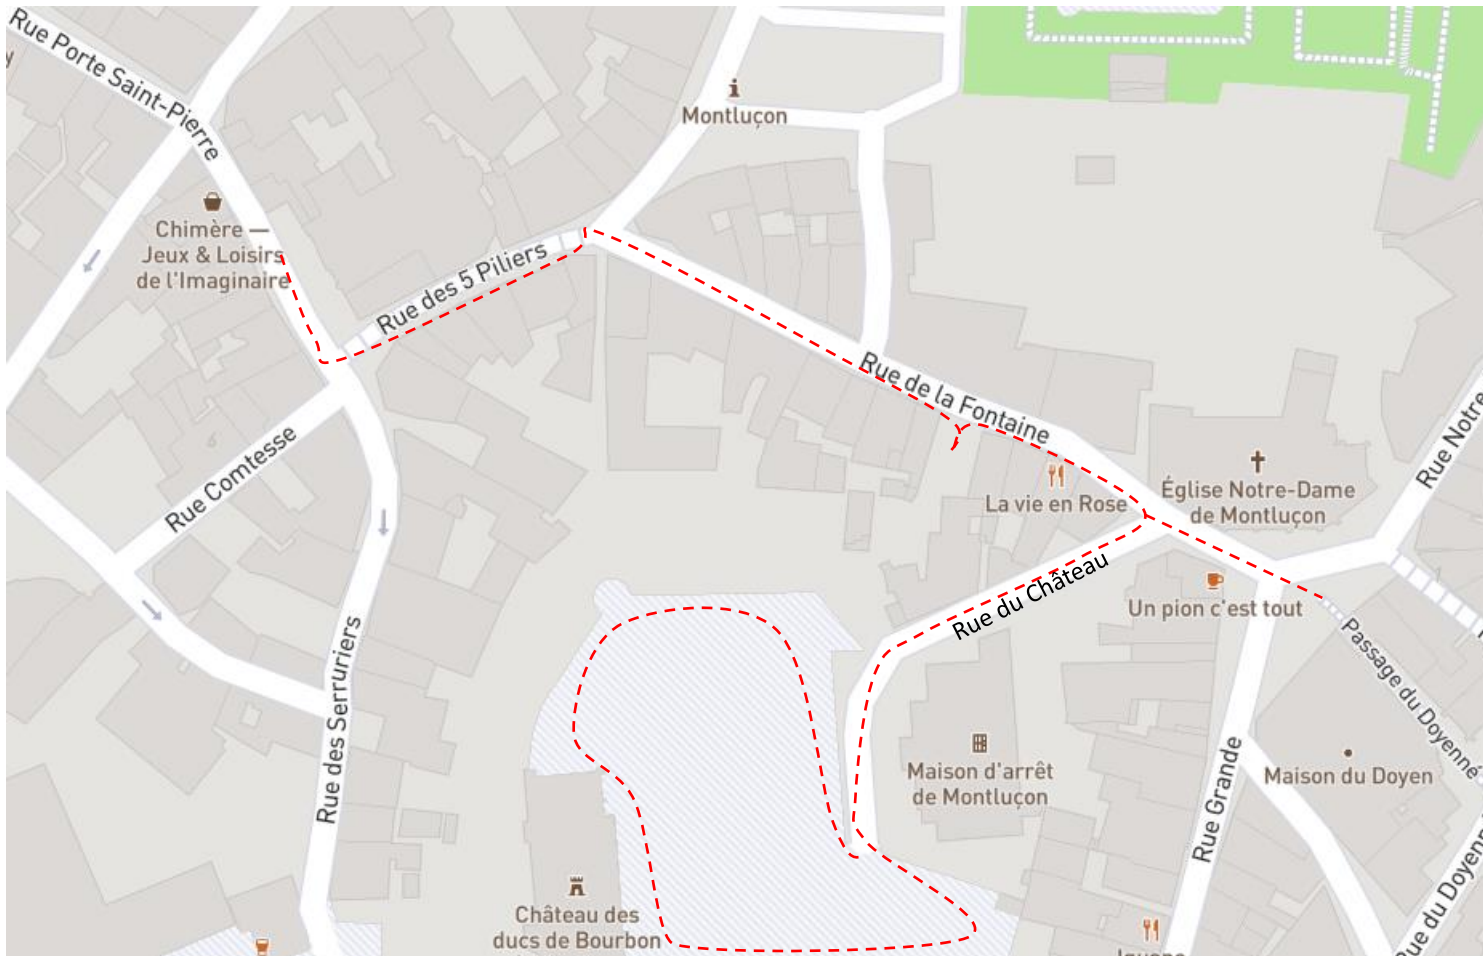 Rue Porte Saint-Pierre
y
Montluçon
Chimère —
Jeux & Loisirs
de l'Imaginaire
Rue des 5 Piliers
Rue de la Fontaine
Rue Comtesse
La vie en Rose
Église Notre-Dame
de Montluçon
Rue Notre
Rue du Château
Un pion c'est tout
Passage du Doyenné
Rue des Serruriers
Maison d'arrêt
de Montluçon
Maison du Doyen
Rue Grande
Château des
ducs de Bourbon
Rue du Doyenn